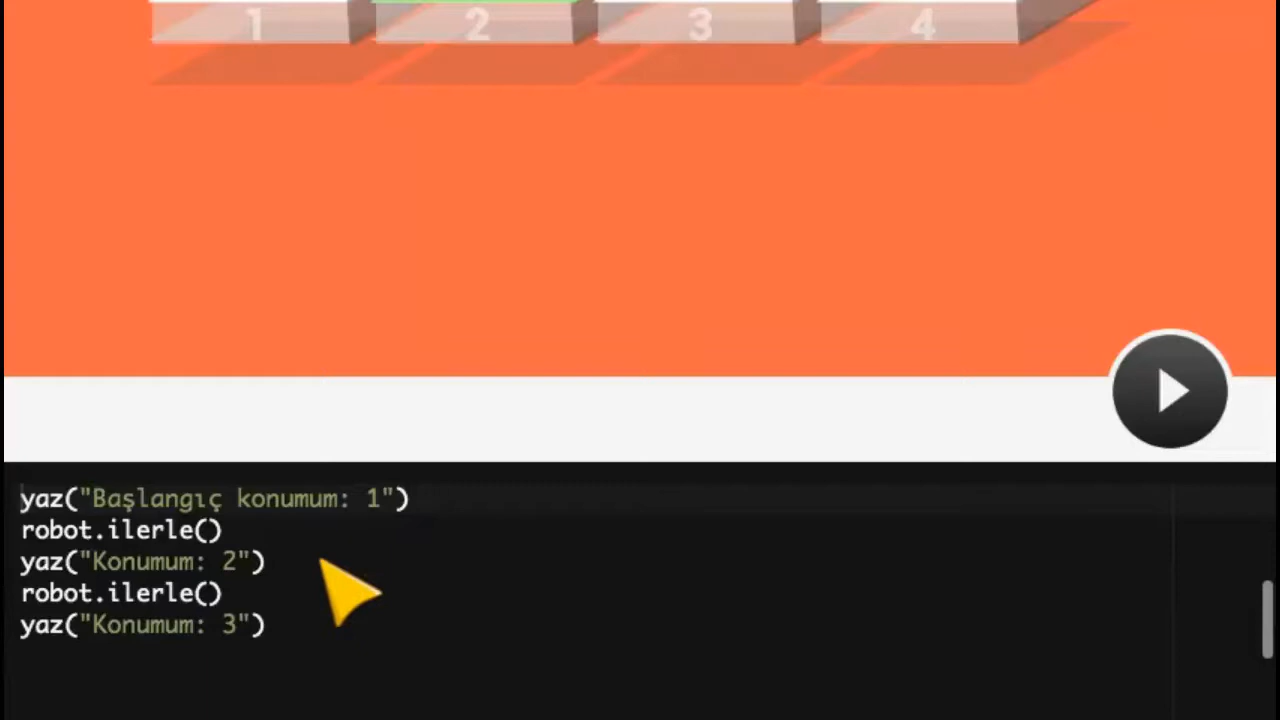 1 2 3 4
yaz("Başlangıç konumum: 1")
robot.ilerle()
yaz("Konumum: 2")
robot.ilerle()
yaz("Konumum: 3")